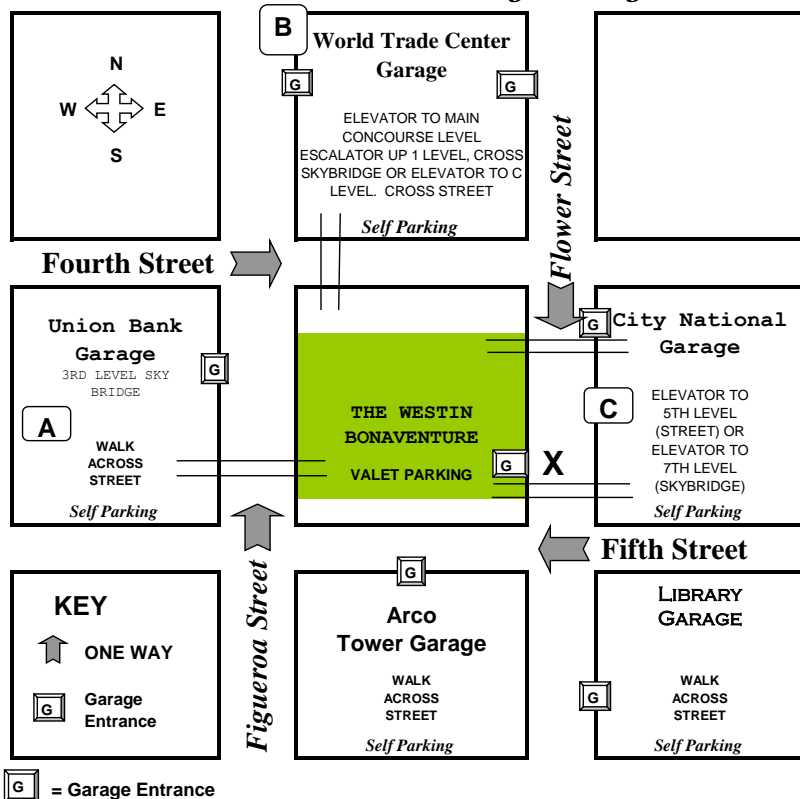 N
W E
S
B
World Trade Center
Garage
G
G
ELEVATOR TO MAIN
CONCOURSE LEVEL
ESCALATOR UP 1 LEVEL, CROSS
SKYBRIDGE OR ELEVATOR TO C
LEVEL. CROSS STREET
Self Parking
Flower Street
Fourth Street
Union Bank
Garage
3RD LEVEL SKY
BRIDGE
G
A
WALK
ACROSS
STREET
Self Parking
THE WESTIN
BONAVENTURE
VALET PARKING
G
X
G
City National
Garage
C
ELEVATOR TO
5TH LEVEL
(STREET) OR
ELEVATOR TO
7TH LEVEL
(SKYBRIDGE)
Self Parking
Figueroa Street
Fifth Street
KEY
ONE WAY
G
Garage
Entrance
G
Arco
Tower Garage
WALK
ACROSS
STREET
Self Parking
LIBRARY
GARAGE
G
WALK
ACROSS
STREET
Self Parking
G = Garage Entrance